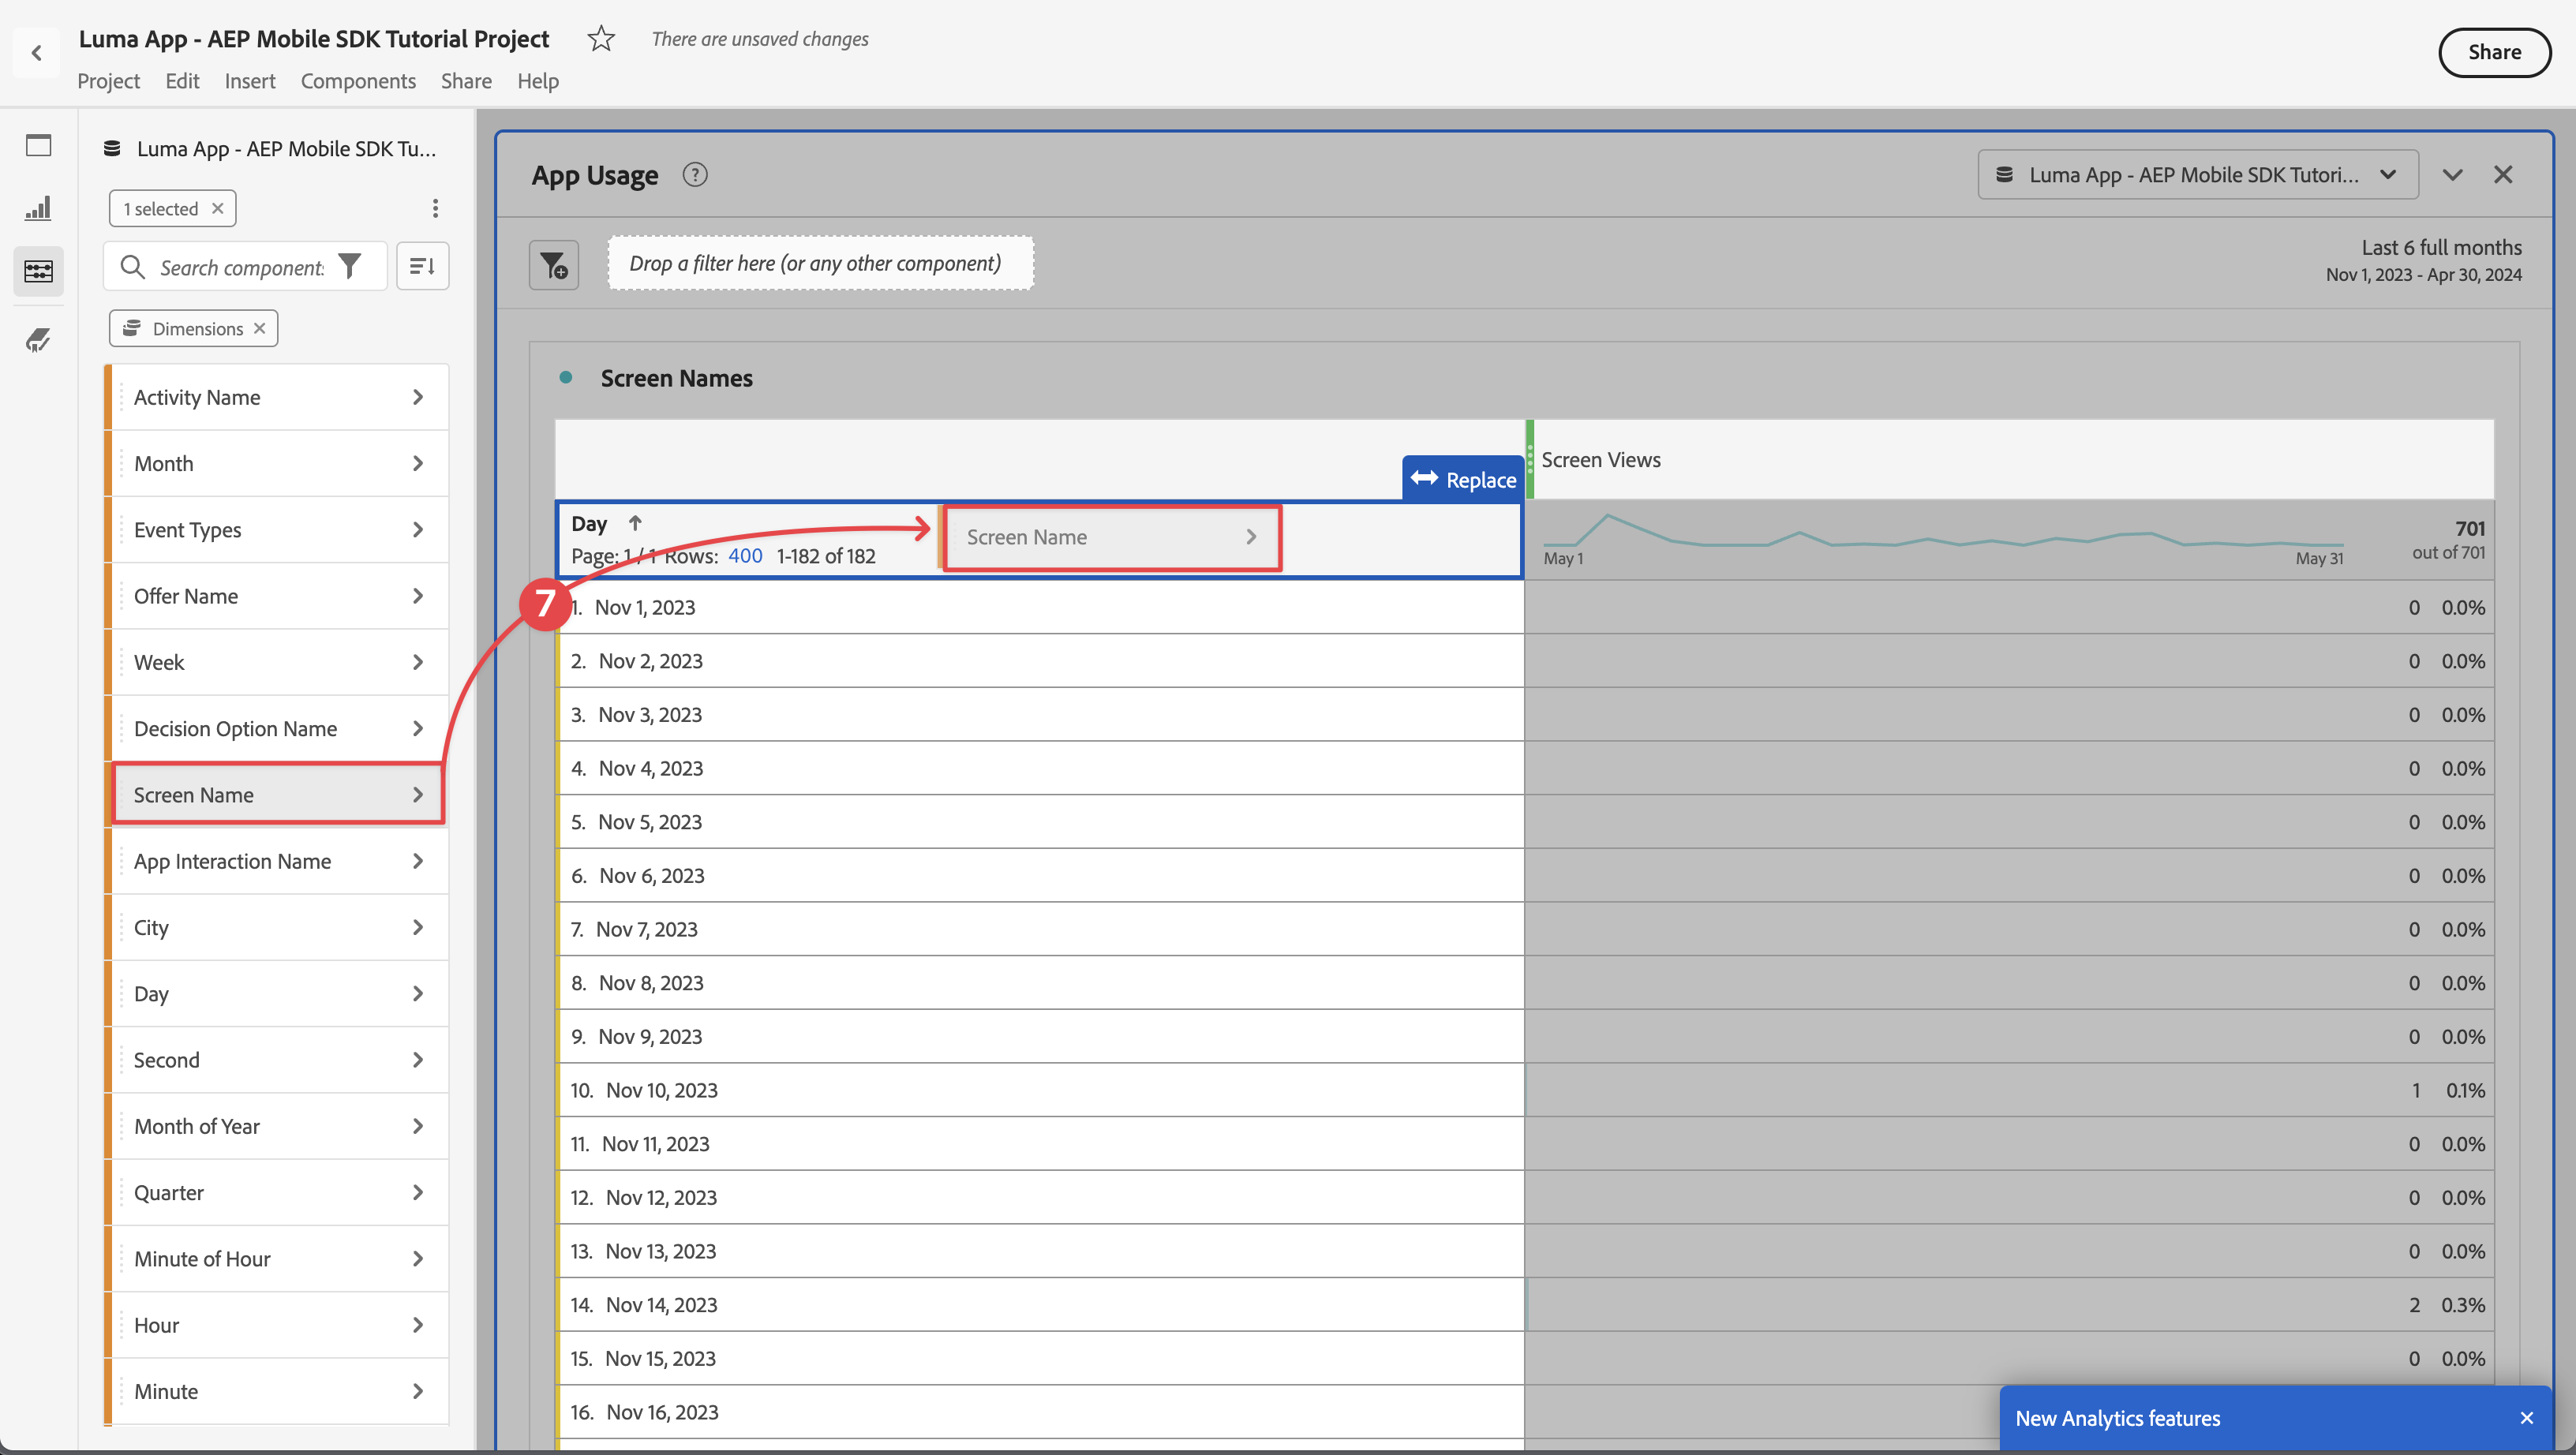 Luma App - AEP Mobile SDK Tutorial Project
There are unsaved changes
Share
Project Edit Insert Components Share Help
Luma App - AEP Mobile SDK Tu...
1 selected
Search component
Dimensions
Activity Name
Month
Event Types
Offer Name
Week
Decision Option Name
Screen Name
App Interaction Name
City
Day
Second
Month of Year
Quarter
Minute of Hour
Hour
Minute
App Usage
Luma App - AEP Mobile SDK Tutori...
Drop a filter here (or any other component)
Last 6 full months
Nov 1, 2023 - Apr 30, 2024
Screen Names
Replace
Screen Views
Day
Page: 1 / 1 Rows: 400 1-182 of 182
Screen Name
May 1
May 31
701
out of 701
7
1. Nov 1, 2023 0 0.0%
2. Nov 2, 2023 0 0.0%
3. Nov 3, 2023 0 0.0%
4. Nov 4, 2023 0 0.0%
5. Nov 5, 2023 0 0.0%
6. Nov 6, 2023 0 0.0%
7. Nov 7, 2023 0 0.0%
8. Nov 8, 2023 0 0.0%
9. Nov 9, 2023 0 0.0%
10. Nov 10, 2023 1 0.1%
11. Nov 11, 2023 0 0.0%
12. Nov 12, 2023 0 0.0%
13. Nov 13, 2023 0 0.0%
14. Nov 14, 2023 2 0.3%
15. Nov 15, 2023 0 0.0%
16. Nov 16, 2023
New Analytics features